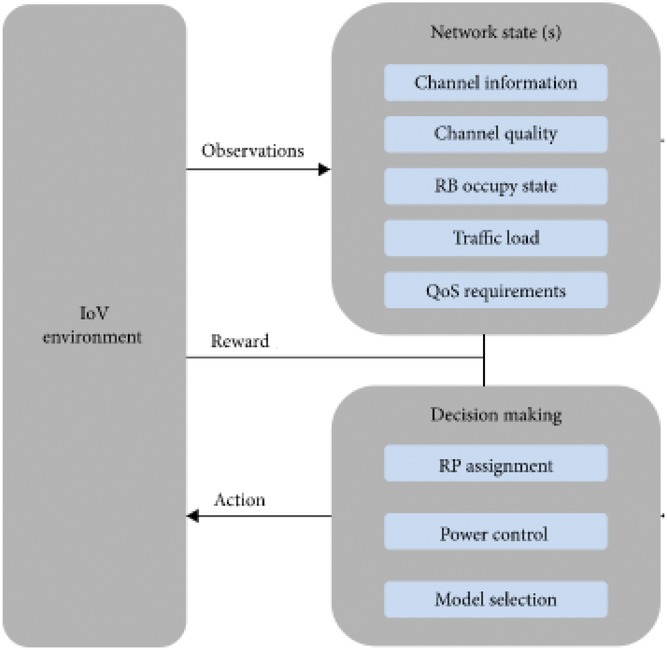 IoV
environment
Observations
Reward
Action
Network state (s)
Channel information
Channel quality
RB occupy state
Traffic load
QoS requirements
Decision making
RP assignment
Power control
Model selection